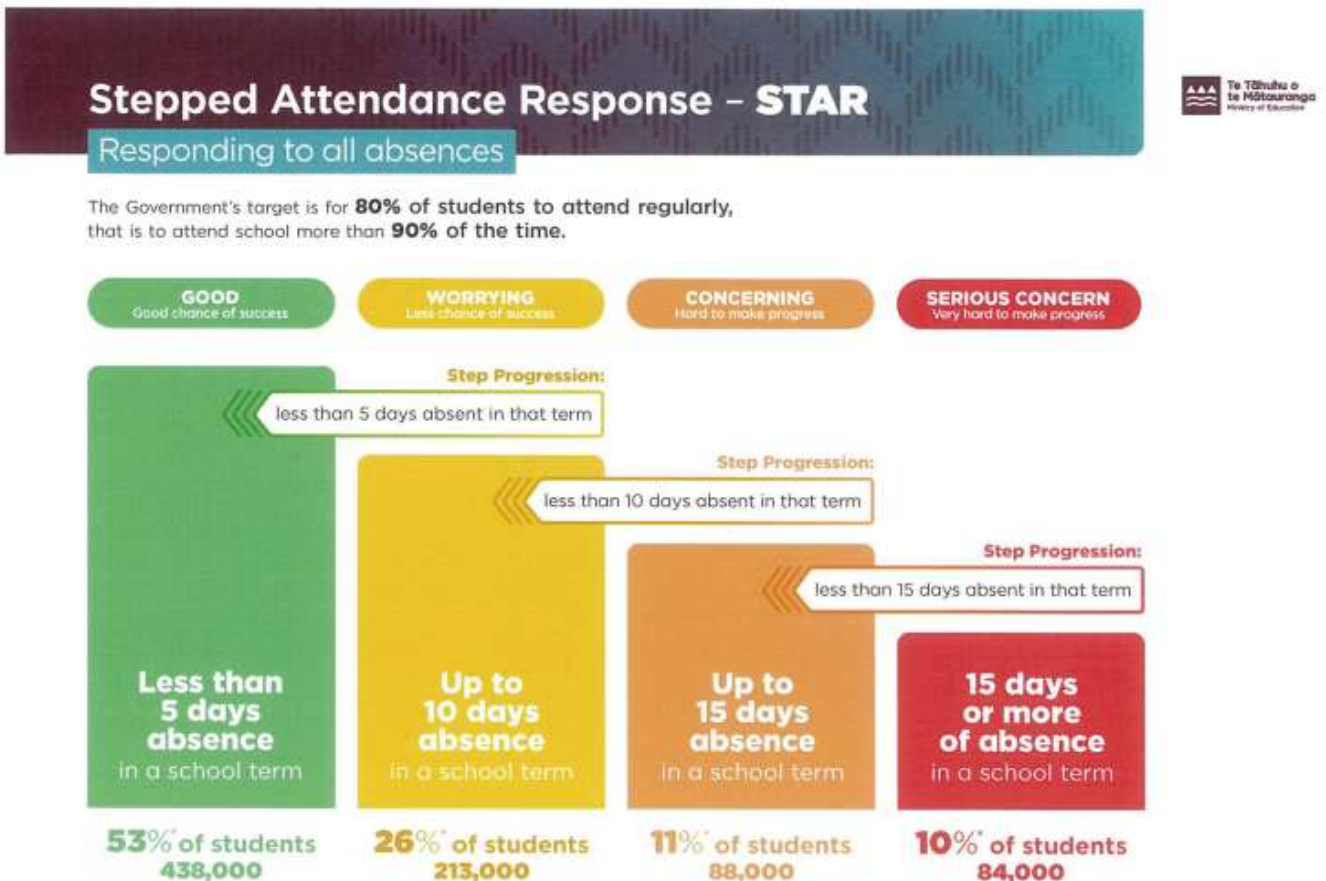 Stepped Attendance Response – STAR
Te Tāhuhu o
te Mātauranga
Ministry of Education
Responding to all absences
The Government's target is for 80% of students to attend regularly,
that is to attend school more than 90% of the time.
GOOD
Good chance of success
WORRYING
Less chance of success
CONCERNING
Hard to make progress
SERIOUS CONCERN
Very hard to make progress
Step Progression:
less than 5 days absent in that term
Step Progression:
less than 10 days absent in that term
Step Progression:
less than 15 days absent in that term
Less than
5 days
absence
in a school term
Up to
10 days
absence
in a school term
Up to
15 days
absence
in a school term
15 days
or more
of absence
in a school term
53%* of students
438,000
26%* of students
213,000
11%* of students
88,000
10%* of students
84,000